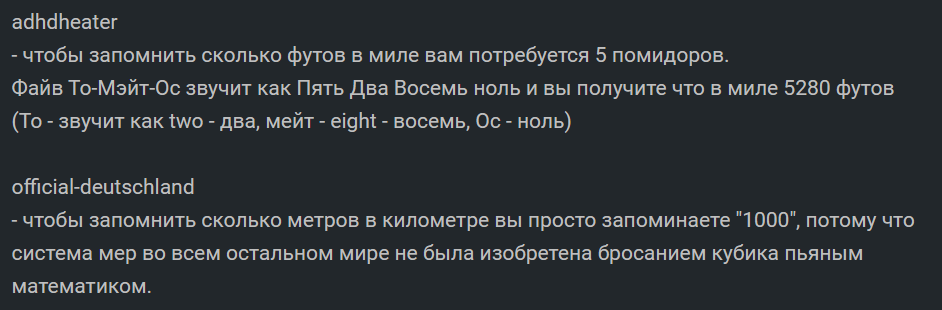 adhdheater
- чтобы запомнить сколько футов в миле вам потребуется 5 помидоров.
Файв То-Мэйт-Ос звучит как Пять Два Восемь ноль и вы получите что в миле 5280 футов
(То - звучит как two - два, мейт - eight - восемь, Ос - ноль)
official-deutschland
- чтобы запомнить сколько метров в километре вы просто запоминаете "1000", потому что
система мер во всем остальном мире не была изобретена бросанием кубика пьяным
математиком.